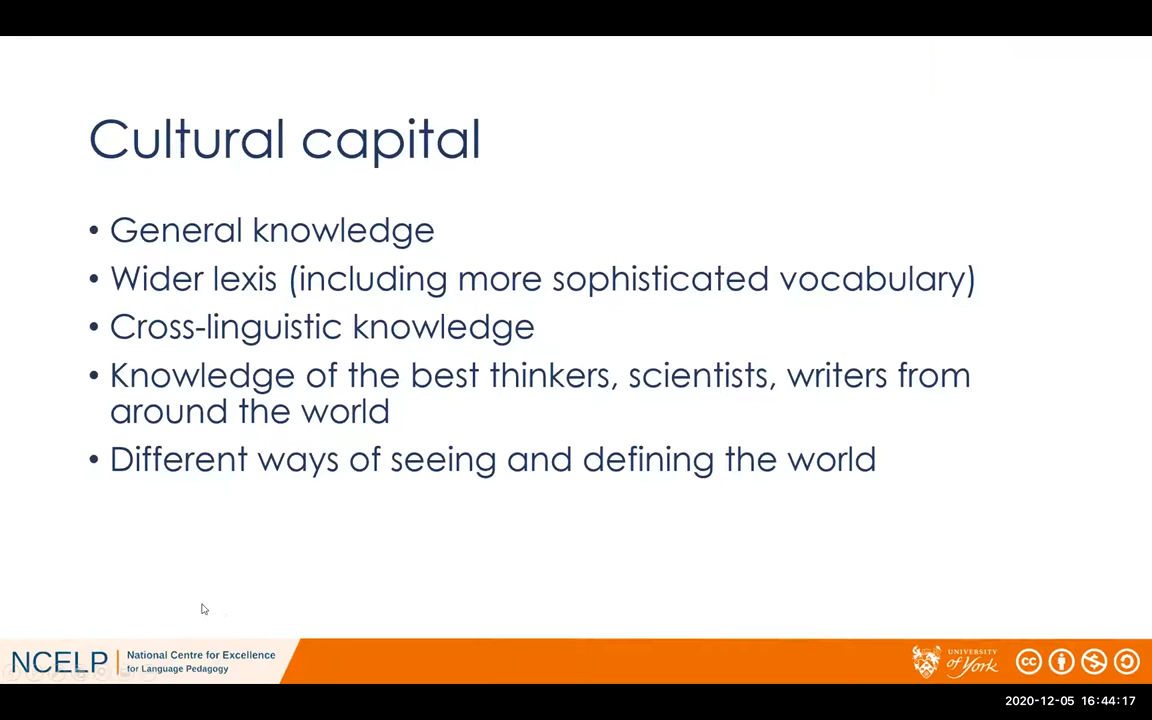 Cultural capital
• General knowledge
• Wider lexis (including more sophisticated vocabulary)
• Cross-linguistic knowledge
• Knowledge of the best thinkers, scientists, writers from
around the world
• Different ways of seeing and defining the world
NCELP
National Centre for Excellence
for Language Pedagogy
UNIVERSITY
of York
cc
2020-12-05 16:44:17